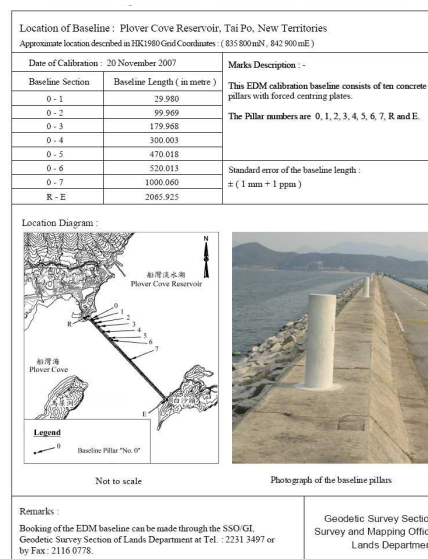 Location of Baseline : Plover Cove Reservoir, Tai Po, New Territories
Approximate location described in HK1980 Grid Coordinates : ( 835 800 mN , 842 900 mE )
Date of Calibration : 20 November 2007
Baseline Section Baseline Length ( in metre )
0 - 1 29.980
0 - 2 99.969
0 - 3 179.968
0 - 4 300.003
0 - 5 470.018
0 - 6 520.013
0 - 7 1000.060
R - E 2065.925
Marks Description : -
This EDM calibration baseline consists of ten concrete
pillars with forced centring plates.
The Pillar numbers are 0, 1, 2, 3, 4, 5, 6, 7, R and E.
Standard error of the baseline length :
± ( 1 mm + 1 ppm )
Location Diagram :
N
船灣淡水湖
Plover Cove Reservoir
0
1
2
3
4
5
6
7
R
船灣海
Plover Cove
白沙頭
E
Legend
0
Baseline Pillar "No. 0"
Not to scale
Photograph of the baseline pillars
Remarks :
Booking of the EDM baseline can be made through the SSO/GI,
Geodetic Survey Section of Lands Department at Tel. : 2231 3497 or
by Fax : 2116 0778.
Geodetic Survey Sectio
Survey and Mapping Offic
Lands Departmen